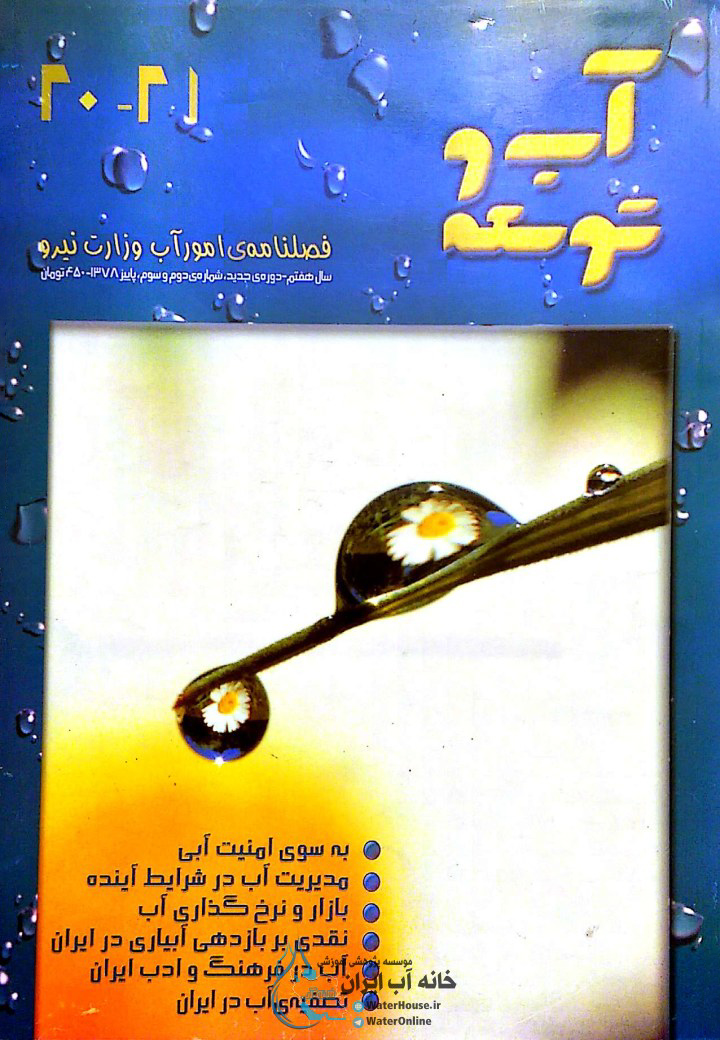 آب و
توسعه
۲۰-۲۱
فصلنامه‌ی امور آب وزارت نیرو
سال هفتم-دوره‌ی جدید، شماره‌ی دوم و سوم، پاییز ۱۳۷۸-۴۵۰ تومان
به سوی امنیت آبی
مدیریت آب در شرایط آینده
بازار و نرخ گذاری آب
نقدی بر بازدهی آبیاری در ایران
آب در فرهنگ و ادب ایران
تصفیه‌ی آب در ایران
موسسه پژوهشی آموزشی
خانه آب ایران
WaterHouse.ir
WaterOnline